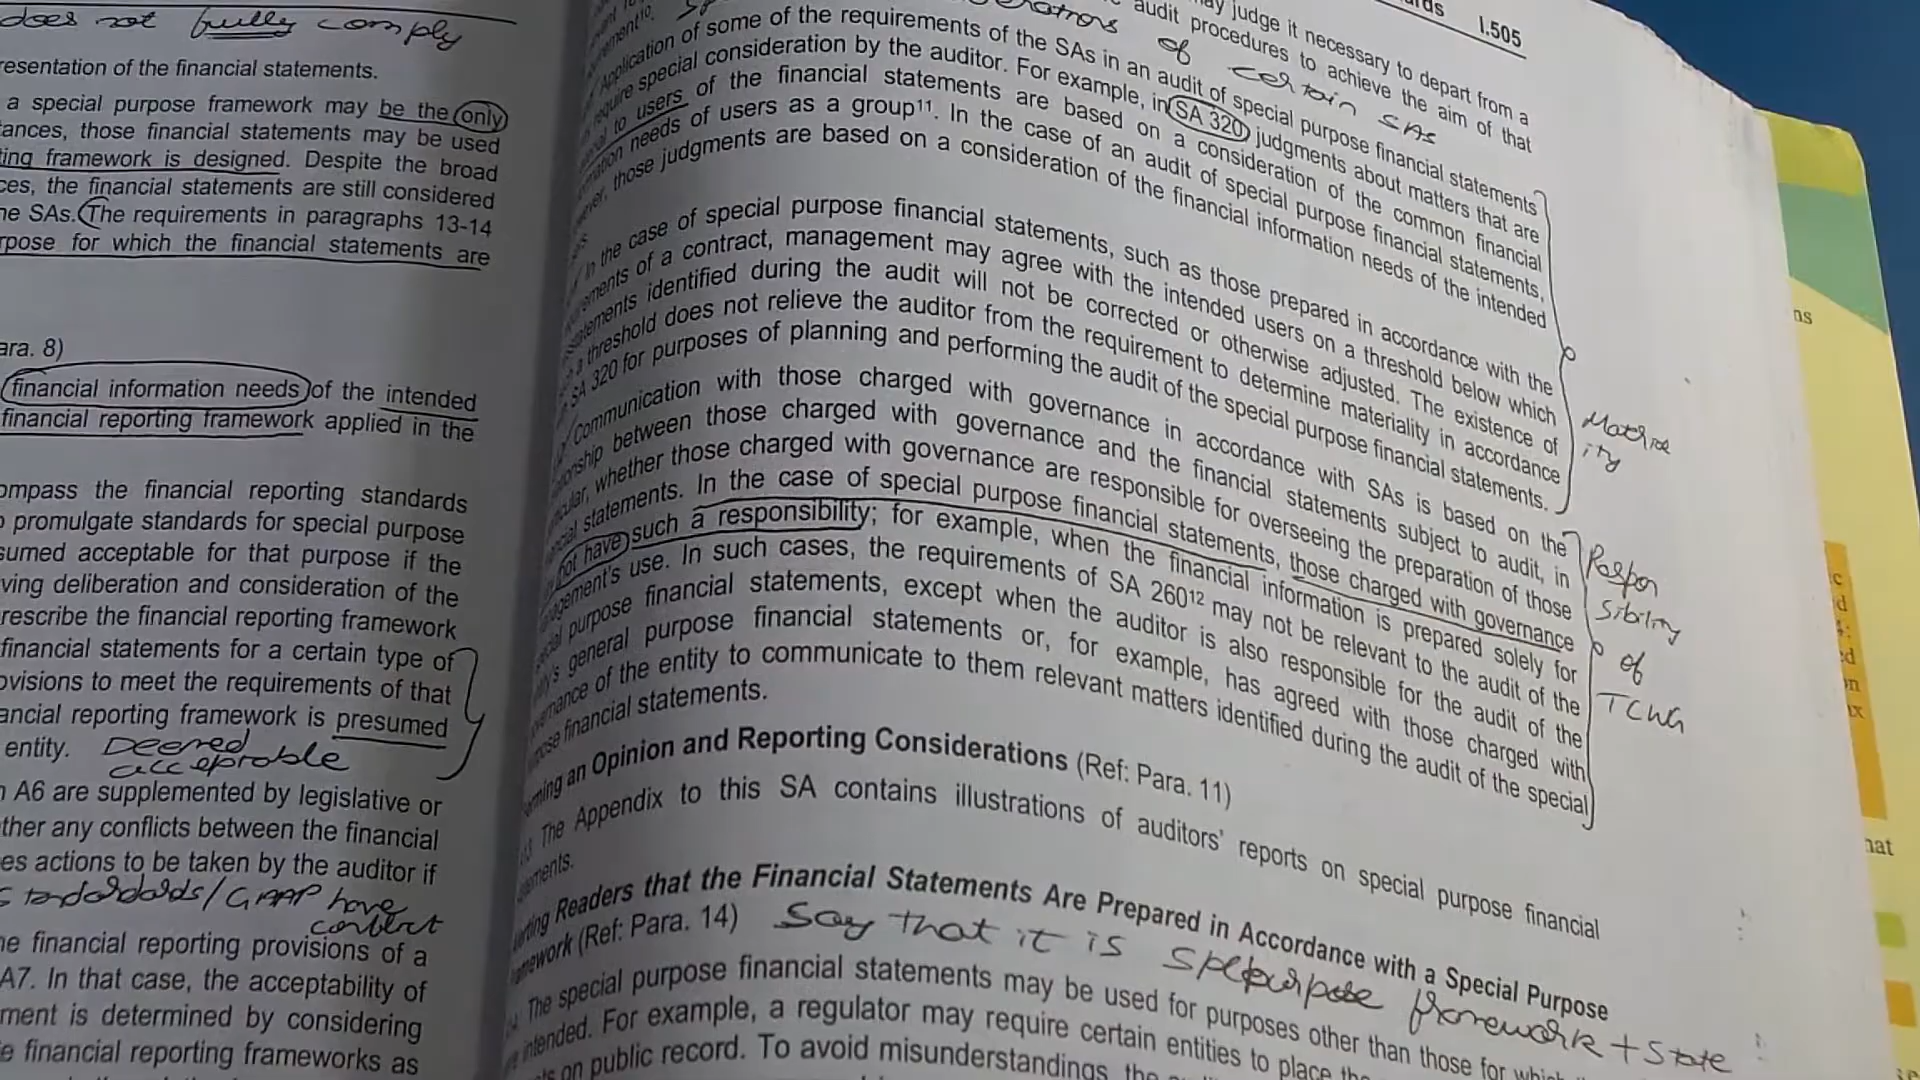 does not fully comply
resentation of the financial statements.
a special purpose framework may be the only
ances, those financial statements may be used
ting framework is designed. Despite the broad
ces, the financial statements are still considered
he SAs. The requirements in paragraphs 13-14
rpose for which the financial statements are
ara. 8)
financial information needs of the intended
financial reporting framework applied in the
ompass the financial reporting standards
o promulgate standards for special purpose
sumed acceptable for that purpose if the
ving deliberation and consideration of the
rescribe the financial reporting framework
financial statements for a certain type of
ovisions to meet the requirements of that
ancial reporting framework is presumed
entity. Deemed
acceptable
n A6 are supplemented by legislative or
ther any conflicts between the financial
es actions to be taken by the auditor if
/GAAP have
he financial reporting provisions of a
A7. In that case, the acceptability of
ment is determined by considering
e financial reporting frameworks as
ards I.505
ay judge it necessary to depart from a
audit procedures to achieve the aim of that
of certain SAs
Application of some of the requirements of the SAs in an audit of special purpose financial statements
require special consideration by the auditor. For example, in SA 320 judgments about matters that are
to users of the financial statements are based on a consideration of the common financial
needs of users as a group11. In the case of an audit of special purpose financial statements,
those judgments are based on a consideration of the financial information needs of the intended
In the case of special purpose financial statements, such as those prepared in accordance with the
ements of a contract, management may agree with the intended users on a threshold below which
tements identified during the audit will not be corrected or otherwise adjusted. The existence of
a threshold does not relieve the auditor from the requirement to determine materiality in accordance
SA 320 for purposes of planning and performing the audit of the special purpose financial statements.
Communication with those charged with governance in accordance with SAs is based on the
ionship between those charged with governance and the financial statements subject to audit, in
icular, whether those charged with governance are responsible for overseeing the preparation of those
cial statements. In the case of special purpose financial statements, those charged with governance
not have such a responsibility; for example, when the financial information is prepared solely for
agement's use. In such cases, the requirements of SA 26012 may not be relevant to the audit of the
purpose financial statements, except when the auditor is also responsible for the audit of the
y's general purpose financial statements or, for example, has agreed with those charged with
ernance of the entity to communicate to them relevant matters identified during the audit of the special
pose financial statements.
Respon
sibility
of
TCWG
ming an Opinion and Reporting Considerations (Ref: Para. 11)
The Appendix to this SA contains illustrations of auditors' reports on special purpose financial
ements.
rting Readers that the Financial Statements Are Prepared in Accordance with a Special Purpose
mework (Ref: Para. 14) Say that it is framework + State
The special purpose financial statements may be used for purposes other than those for which
intended. For example, a regulator may require certain entities to place the
on public record. To avoid misunderstandings, the